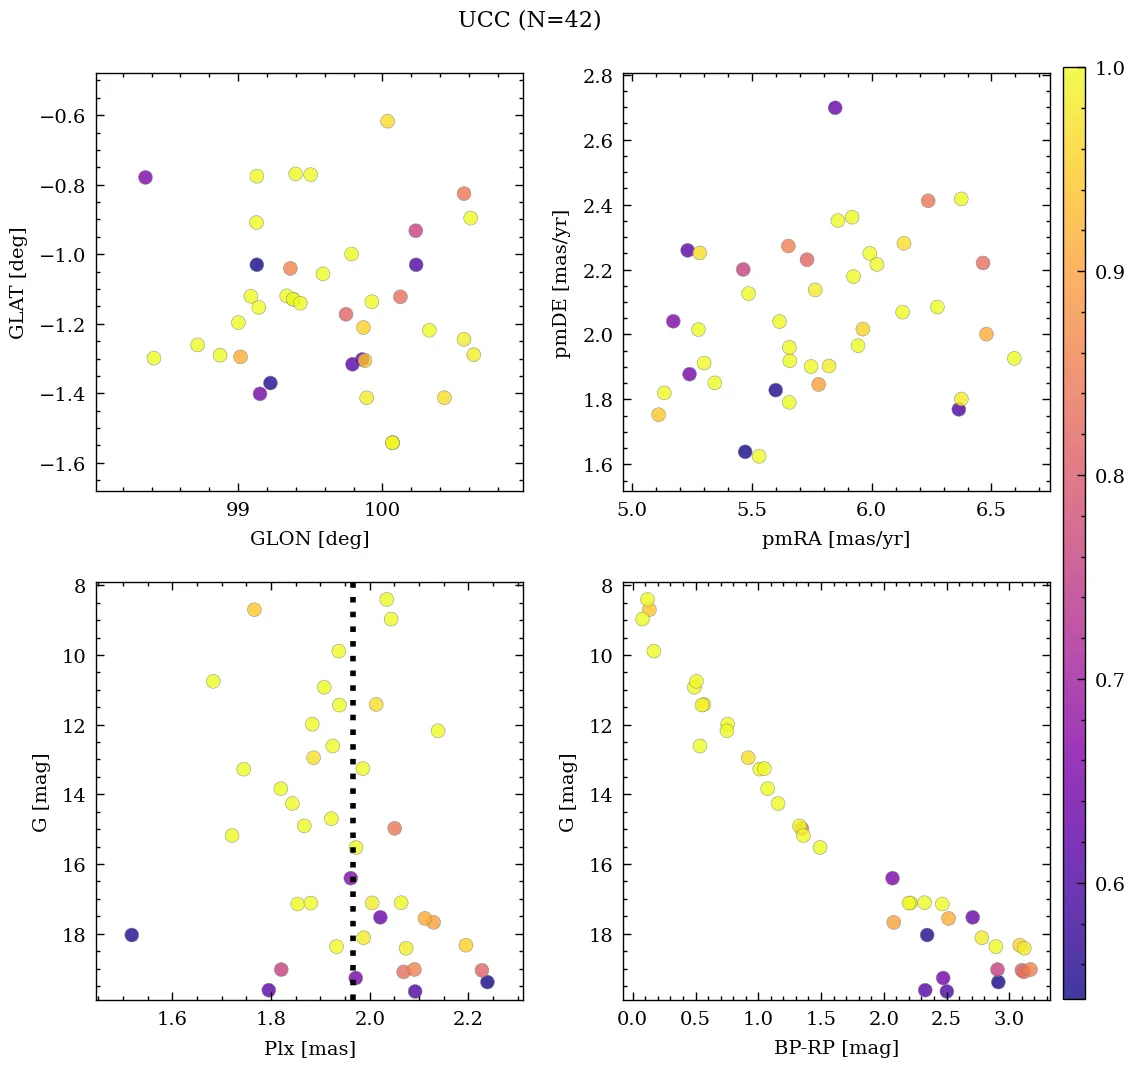 UCC (N=42)
−0.6
−0.8
−1.0
−1.2
−1.4
−1.6
GLAT [deg]
99 100
GLON [deg]
2.8
2.6
2.4
2.2
2.0
1.8
1.6
pmDE [mas/yr]
5.0 5.5 6.0 6.5
pmRA [mas/yr]
8
10
12
14
16
18
G [mag]
1.6 1.8 2.0 2.2
Plx [mas]
8
10
12
14
16
18
G [mag]
0.0 0.5 1.0 1.5 2.0 2.5 3.0
BP-RP [mag]
1.0
0.9
0.8
0.7
0.6